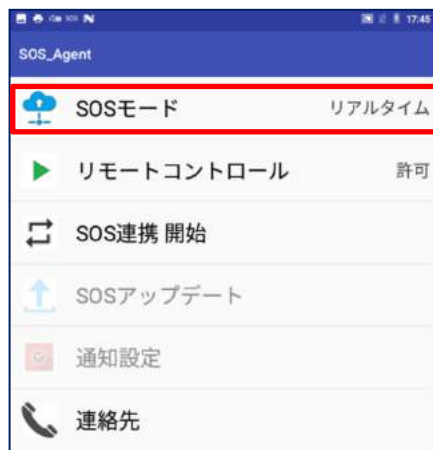 17:45
SOS_Agent
SOSモード リアルタイム
リモートコントロール 許可
SOS連携 開始
SOSアップデート
通知設定
連絡先